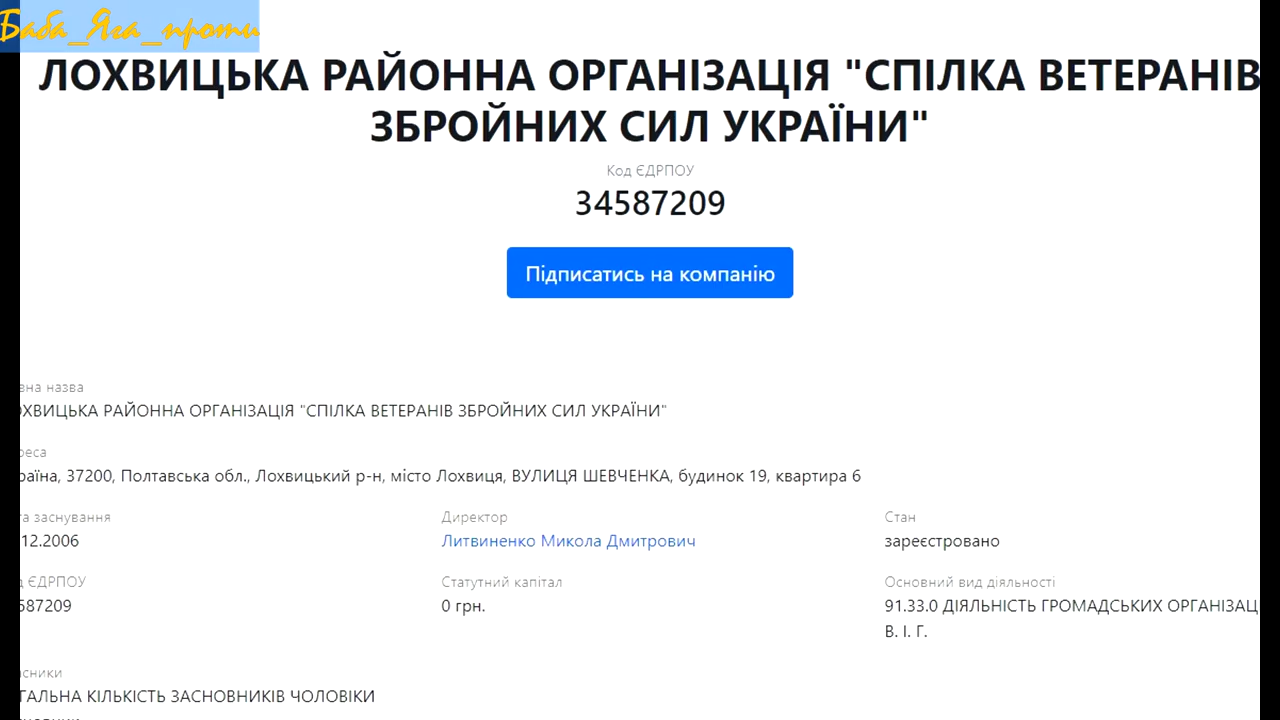 Баба_Яга_проти
ЛОХВИЦЬКА РАЙОННА ОРГАНІЗАЦІЯ "СПІЛКА ВЕТЕРАНІВ
ЗБРОЙНИХ СИЛ УКРАЇНИ"
Код ЄДРПОУ
34587209
Підписатись на компанію
вна назва
ОХВИЦЬКА РАЙОННА ОРГАНІЗАЦІЯ "СПІЛКА ВЕТЕРАНІВ ЗБРОЙНИХ СИЛ УКРАЇНИ"
реса
раїна, 37200, Полтавська обл., Лохвицький р-н, місто Лохвиця, ВУЛИЦЯ ШЕВЧЕНКА, будинок 19, квартира 6
та заснування Директор Стан
.12.2006 Литвиненко Микола Дмитрович зареєстровано
д ЄДРПОУ Статутний капітал Основний вид діяльності
587209 0 грн. 91.33.0 ДІЯЛЬНІСТЬ ГРОМАДСЬКИХ ОРГАНІЗАЦ
В. І. Г.
сники
ГАЛЬНА КІЛЬКІСТЬ ЗАСНОВНИКІВ ЧОЛОВІКИ